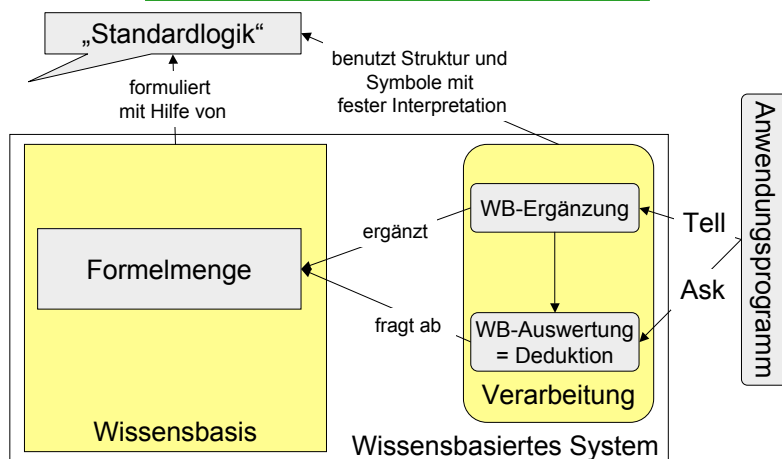 „Standardlogik“
benutzt Struktur und
Symbole mit
fester Interpretation
formuliert
mit Hilfe von
Anwendungsprogramm
WB-Ergänzung
Tell
ergänzt
Formelmenge
Ask
fragt ab
WB-Auswertung
= Deduktion
Verarbeitung
Wissensbasis
Wissensbasiertes System